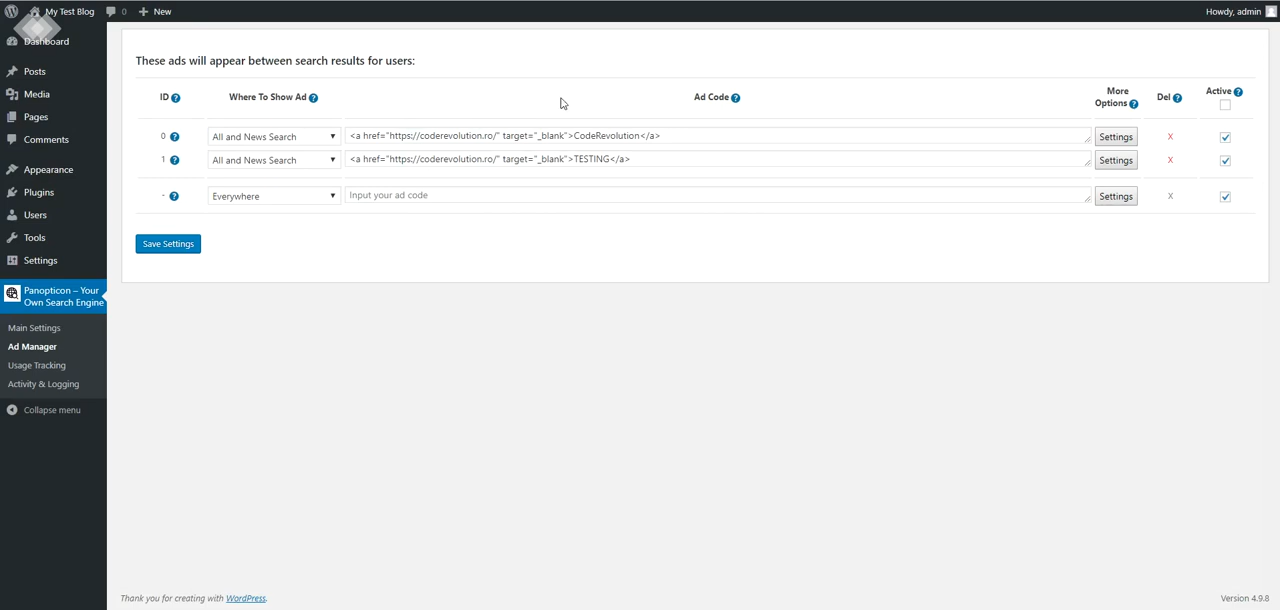 My Test Blog 0 New Howdy, admin
Dashboard
Posts
Media
Pages
Comments
Appearance
Plugins
Users
Tools
Settings
Panopticon – Your
Own Search Engine
Main Settings
Ad Manager
Usage Tracking
Activity & Logging
Collapse menu
These ads will appear between search results for users:
ID ? Where To Show Ad ? Ad Code ? More Options ? Del ? Active ?
0 ? All and News Search <a href="https://coderevolution.ro/" target="_blank">CodeRevolution</a> Settings X
1 ? All and News Search <a href="https://coderevolution.ro/" target="_blank">TESTING</a> Settings X
- ? Everywhere Input your ad code Settings X
Save Settings
Thank you for creating with WordPress. Version 4.9.8